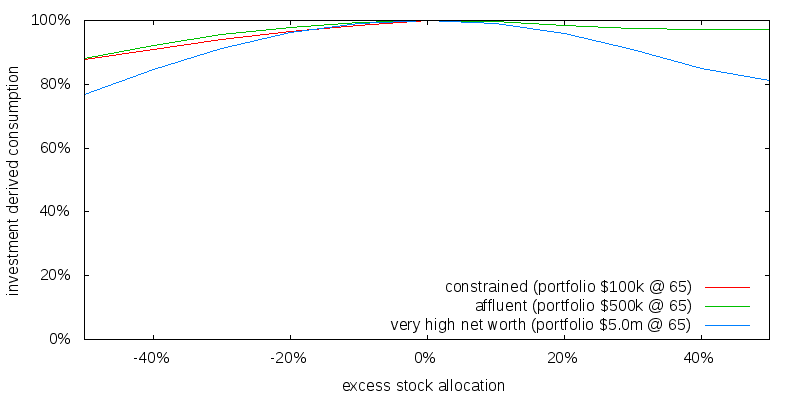 100%
80%
60%
40%
20%
0%
investment derived consumption
constrained (portfolio $100k @ 65)
affluent (portfolio $500k @ 65)
very high net worth (portfolio $5.0m @ 65)
-40%
-20%
0%
20%
40%
excess stock allocation